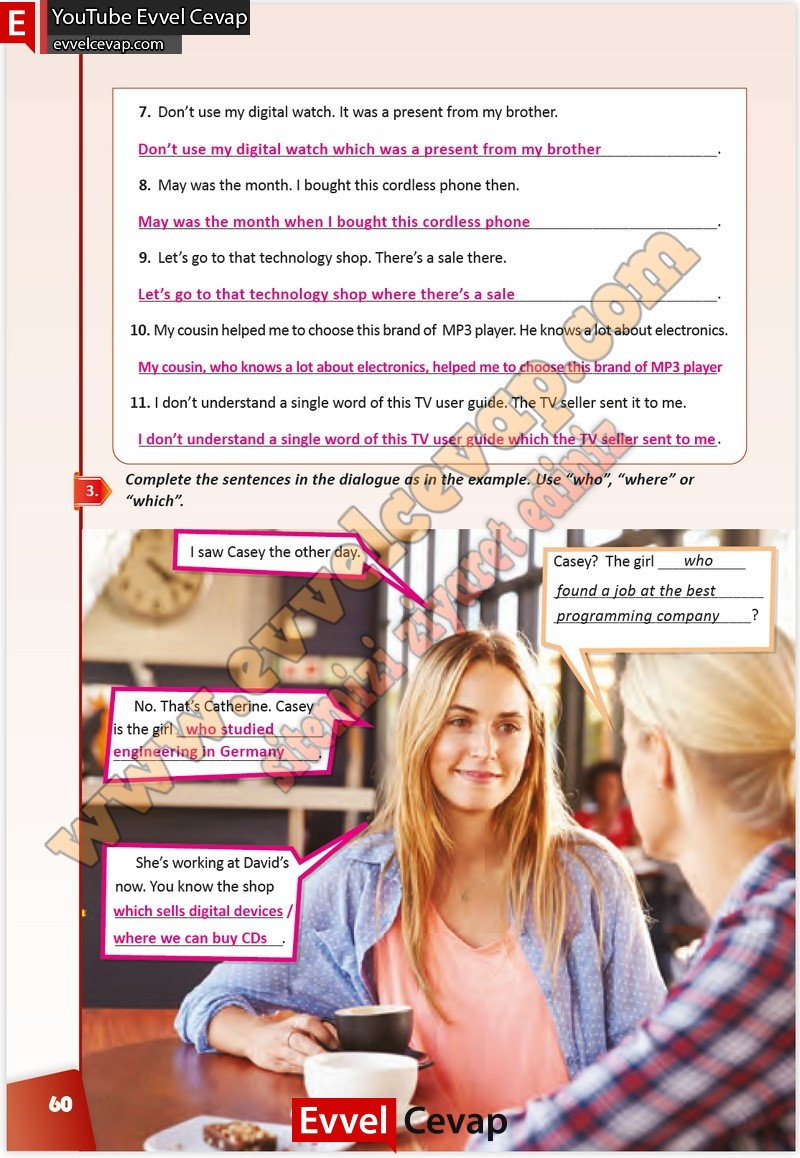 E YouTube Evvel Cevap
evvelcevap.com
7. Don't use my digital watch. It was a present from my brother.
Don't use my digital watch which was a present from my brother.
8. May was the month. I bought this cordless phone then.
May was the month when I bought this cordless phone.
9. Let's go to that technology shop. There's a sale there.
Let's go to that technology shop where there's a sale.
10. My cousin helped me to choose this brand of MP3 player. He knows a lot about electronics.
My cousin, who knows a lot about electronics, helped me to choose this brand of MP3 player
11. I don't understand a single word of this TV user guide. The TV seller sent it to me.
I don't understand a single word of this TV user guide which the TV seller sent to me.
3. Complete the sentences in the dialogue as in the example. Use "who", "where" or
"which".
I saw Casey the other day.
Casey? The girl who
found a job at the best
programming company?
No. That's Catherine. Casey
is the girl who studied
engineering in Germany.
She's working at David's
now. You know the shop
which sells digital devices /
where we can buy CDs.
www.evvelcevap.com
sitemizi ziyaret ediniz
60
Evvel Cevap